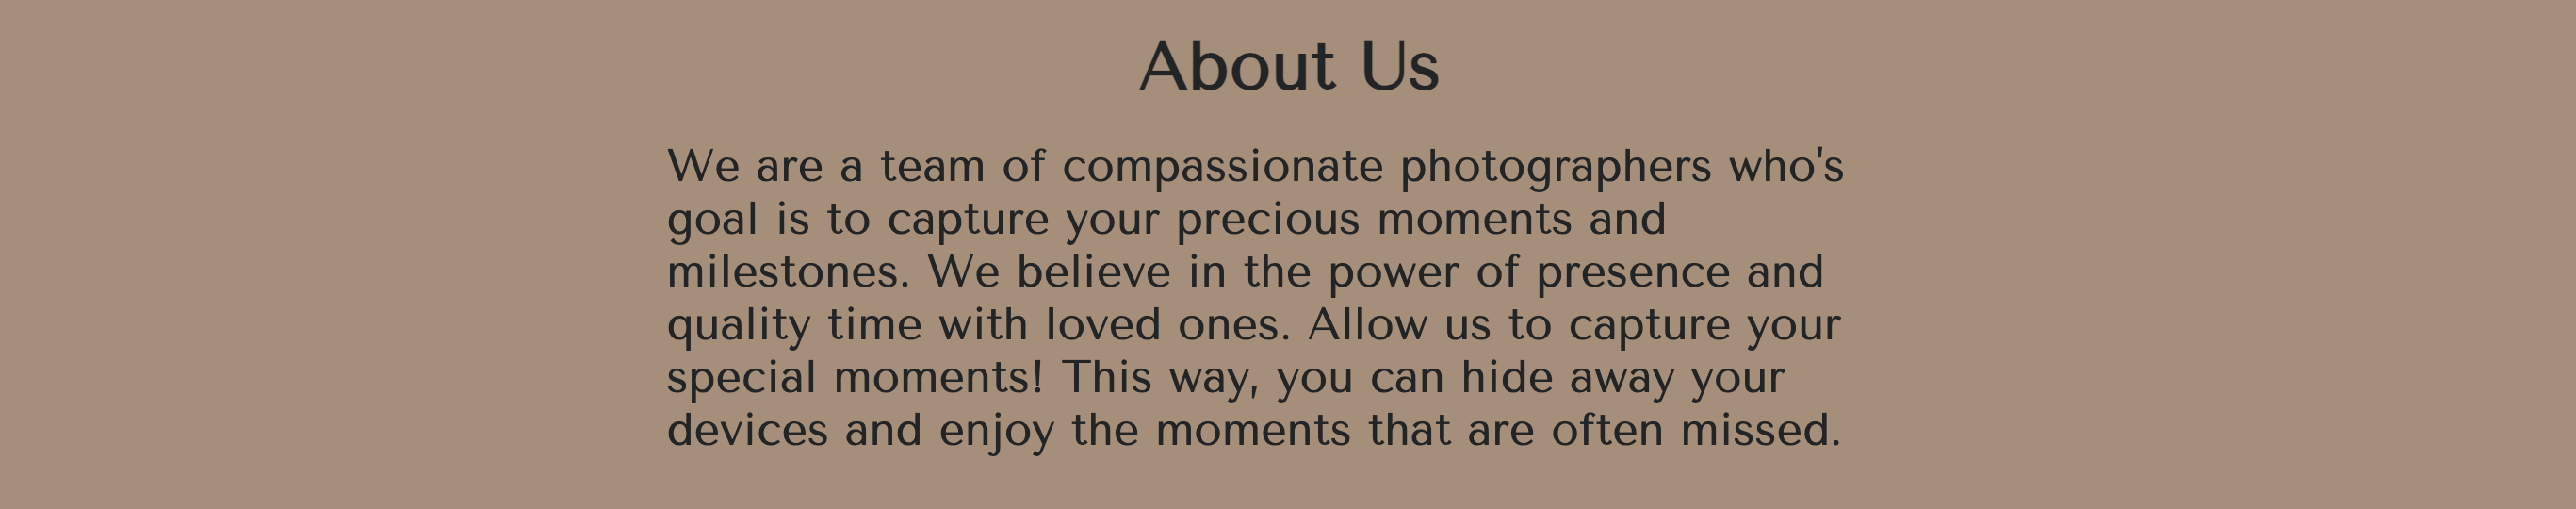 About Us
We are a team of compassionate photographers who's
goal is to capture your precious moments and
milestones. We believe in the power of presence and
quality time with loved ones. Allow us to capture your
special moments! This way, you can hide away your
devices and enjoy the moments that are often missed.